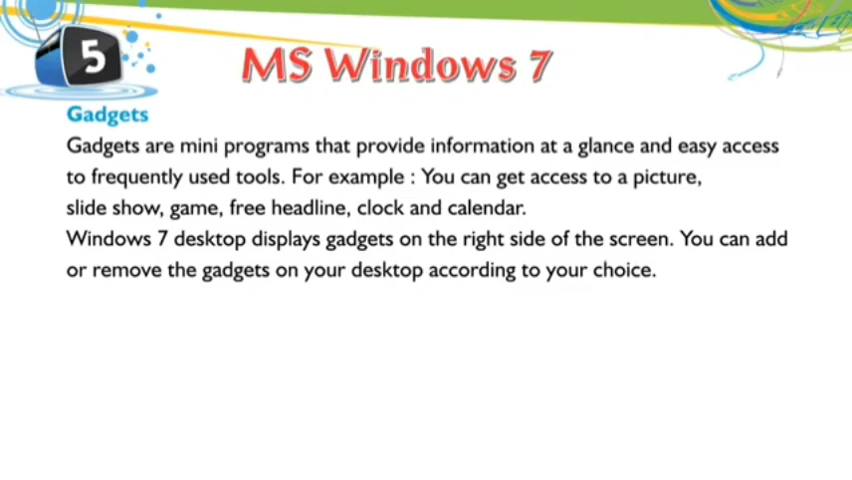 5
MS Windows 7
Gadgets
Gadgets are mini programs that provide information at a glance and easy access
to frequently used tools. For example : You can get access to a picture,
slide show, game, free headline, clock and calendar.
Windows 7 desktop displays gadgets on the right side of the screen. You can add
or remove the gadgets on your desktop according to your choice.